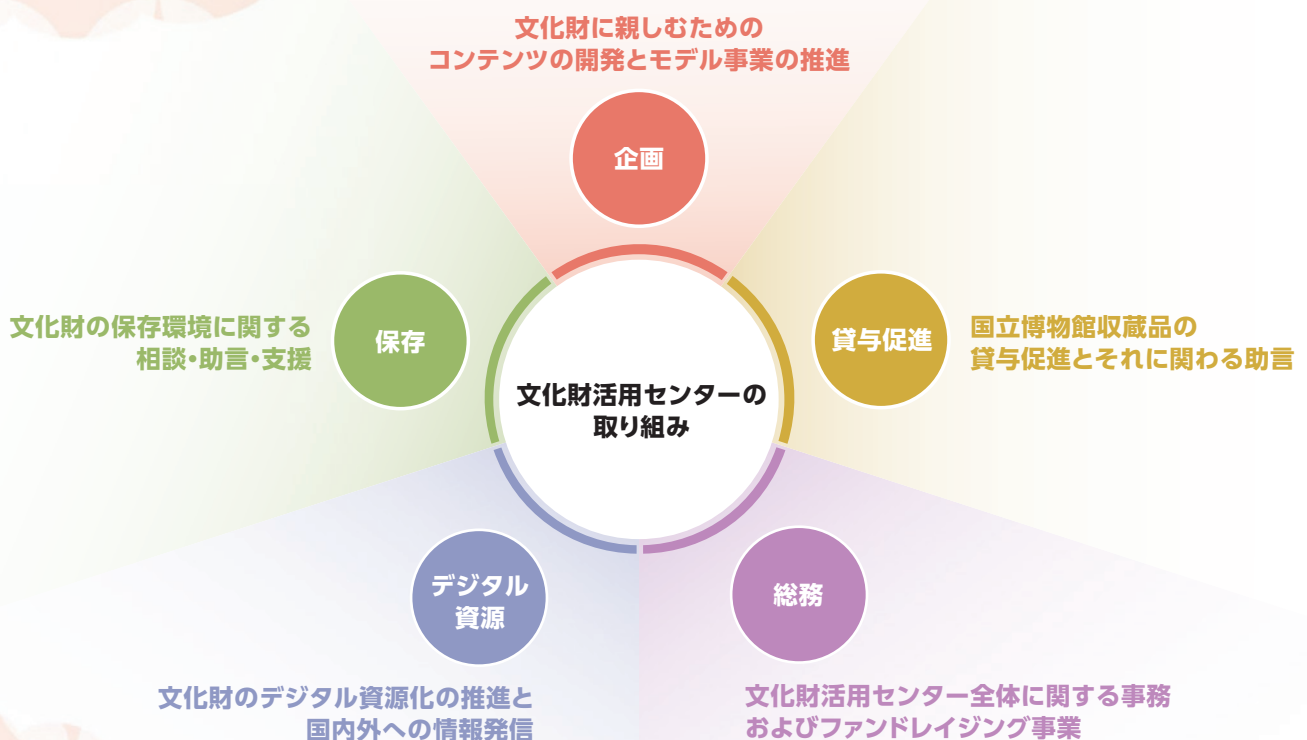 文化財に親しむための
コンテンツの開発とモデル事業の推進
企画
文化財の保存環境に関する
相談・助言・支援
保存
貸与促進
国立博物館収蔵品の
貸与促進とそれに関わる助言
文化財活用センターの
取り組み
デジタル
資源
総務
文化財のデジタル資源化の推進と
国内外への情報発信
文化財活用センター全体に関する事務
およびファンドレイジング事業